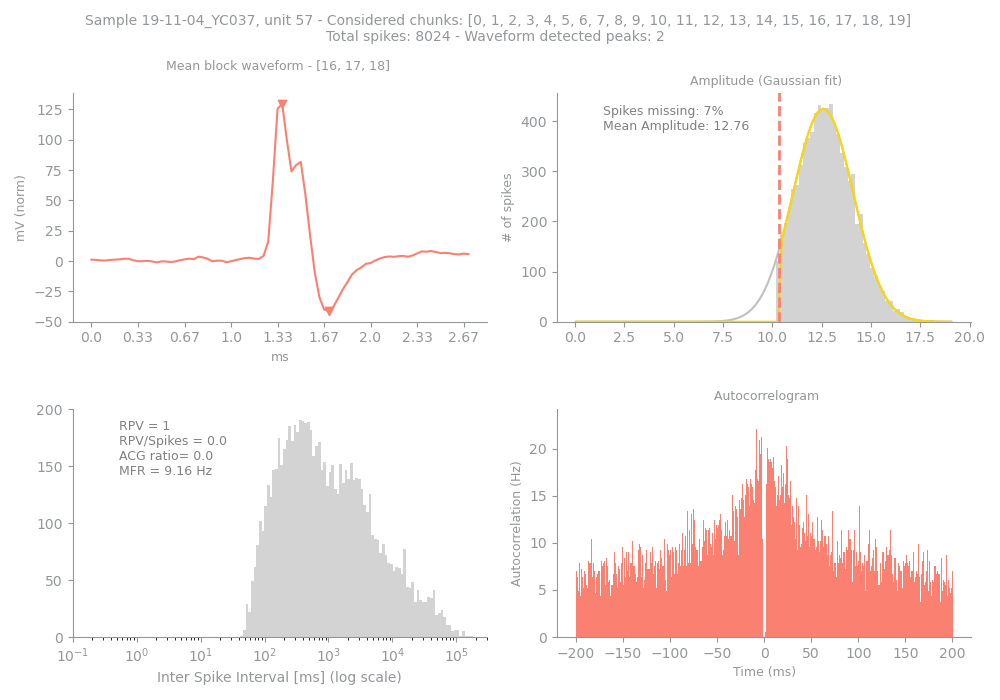 Sample 19-11-04_YC037, unit 57 - Considered chunks: [0, 1, 2, 3, 4, 5, 6, 7, 8, 9, 10, 11, 12, 13, 14, 15, 16, 17, 18, 19]
Total spikes: 8024 - Waveform detected peaks: 2
Mean block waveform - [16, 17, 18]
mV (norm)
125
100
75
50
25
0
−25
−50
0.0 0.33 0.67 1.0 1.33 1.67 2.0 2.33 2.67
ms
Amplitude (Gaussian fit)
Spikes missing: 7%
Mean Amplitude: 12.76
# of spikes
400
300
200
100
0
0.0 2.5 5.0 7.5 10.0 12.5 15.0 17.5 20.0
RPV = 1
RPV/Spikes = 0.0
ACG ratio= 0.0
MFR = 9.16 Hz
200
150
100
50
0
10⁻¹ 10⁰ 10¹ 10² 10³ 10⁴ 10⁵
Inter Spike Interval [ms] (log scale)
Autocorrelogram
Autocorrelation (Hz)
20
15
10
5
0
−200 −150 −100 −50 0 50 100 150 200
Time (ms)